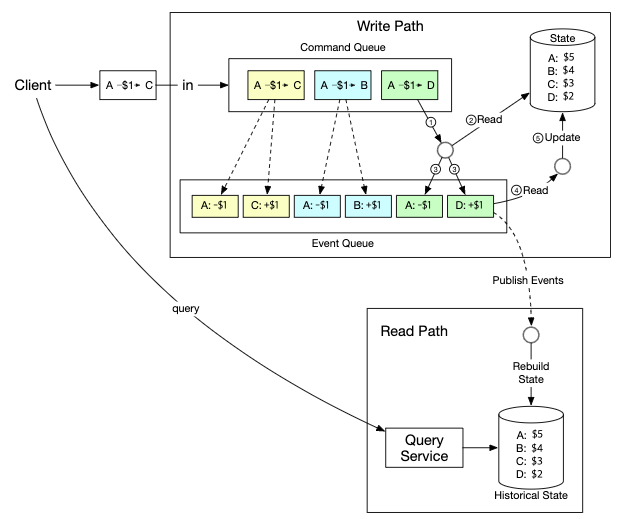 Write Path
Command Queue
State
A: $5
B: $4
C: $3
D: $2
Client
A -$1→ C
in
A -$1→ C
A -$1→ B
A -$1→ D
①
②Read
⑤Update
③
③
④Read
A: -$1
C: +$1
A: -$1
B: +$1
A: -$1
D: +$1
Event Queue
Publish Events
query
Read Path
Rebuild
State
Query
Service
A: $5
B: $4
C: $3
D: $2
Historical State